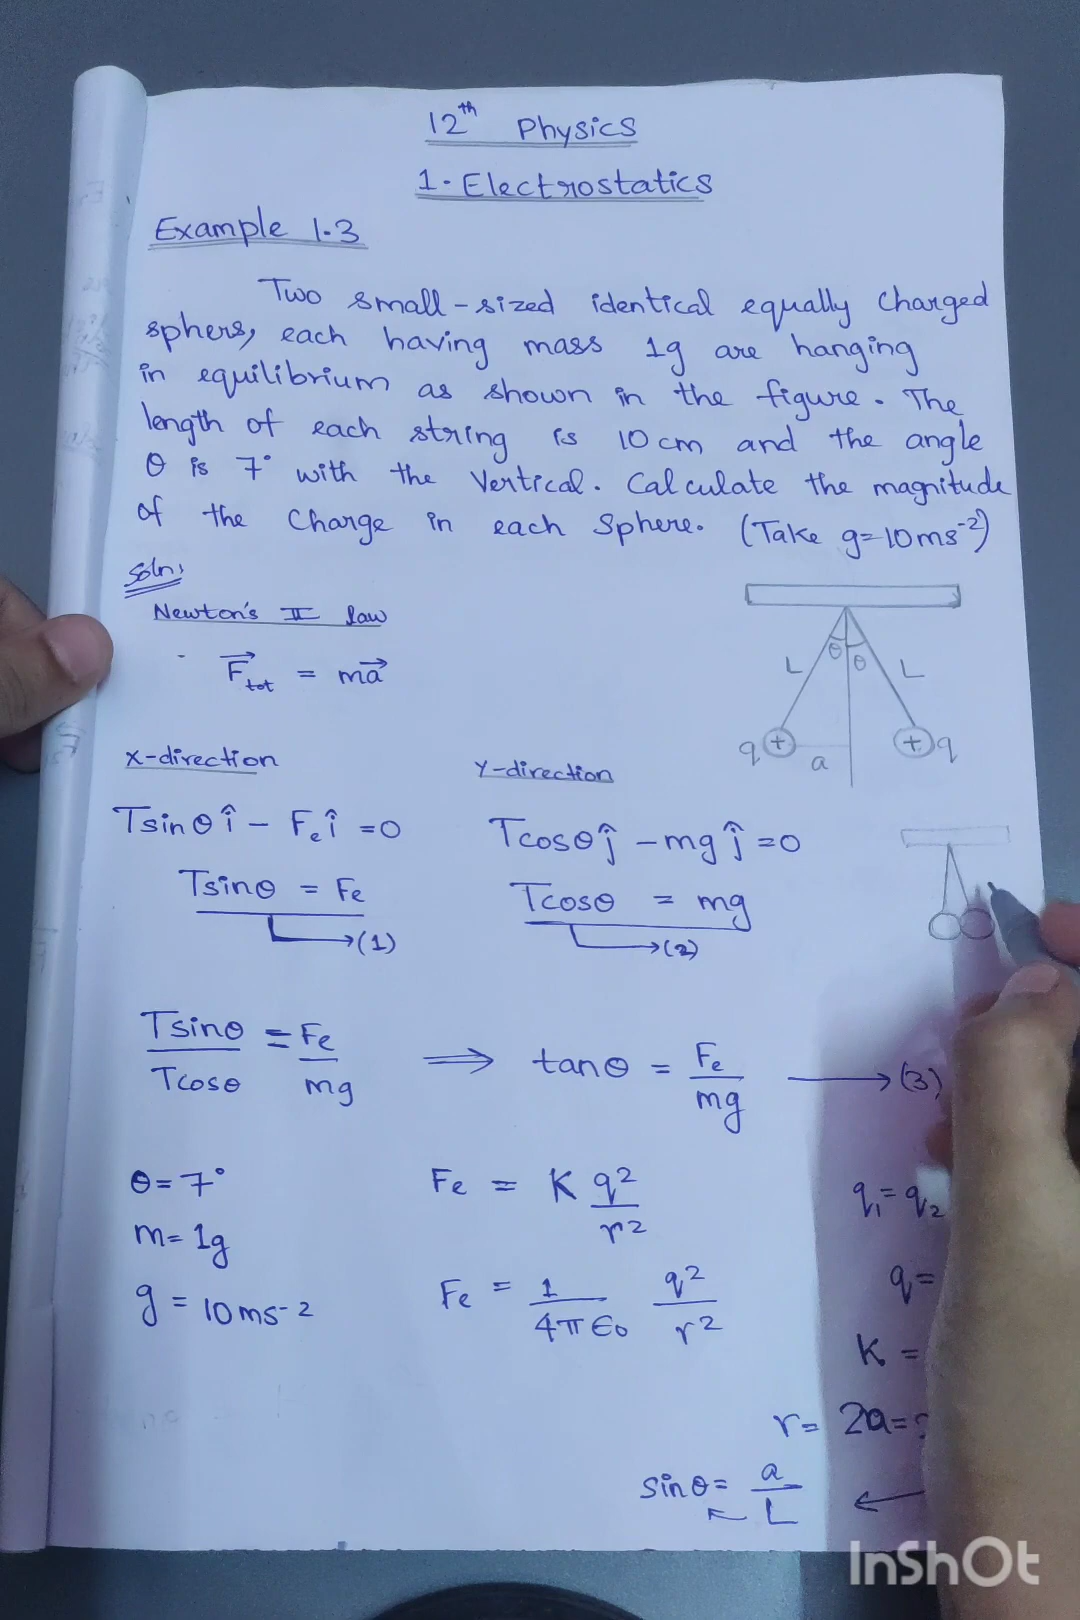 12th Physics
1. Electrostatics
Example 1.3
Two small-sized identical equally charged
sphers, each having mass 1g are hanging
in equilibrium as shown in the figure. The
length of each string is 10cm and the angle
θ is 7° with the Vertical. Calculate the magnitude
of the Charge in each Sphere. (Take g=10ms⁻²)
Soln:
Newton's II law
F⃗tot = ma⃗
θ θ
L L
q + + q
a
X-direction Y-direction
Tsinθ î - Fe î =0 Tcosθ ĵ - mg ĵ =0
Tsinθ = Fe Tcosθ = mg
→(1) →(2)
Tsinθ/Tcosθ = Fe/mg ⟹ tanθ = Fe/mg → (3)
θ = 7° Fe = K q²/r² q₁=q₂
m= 1g q=
g = 10ms-2 Fe = 1/4πε₀ q²/r²
K =
r= 2a=?
sinθ= a/L ←
InShOt